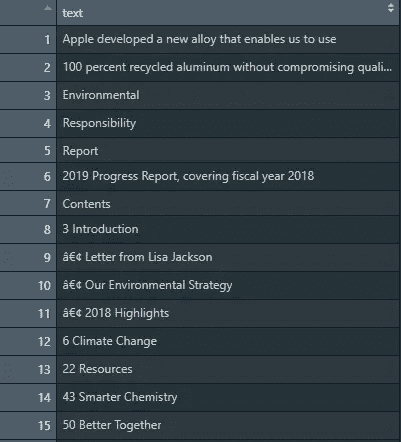 text
1 Apple developed a new alloy that enables us to use
2 100 percent recycled aluminum without compromising quali...
3 Environmental
4 Responsibility
5 Report
6 2019 Progress Report, covering fiscal year 2018
7 Contents
8 3 Introduction
9 â€¢ Letter from Lisa Jackson
10 â€¢ Our Environmental Strategy
11 â€¢ 2018 Highlights
12 6 Climate Change
13 22 Resources
14 43 Smarter Chemistry
15 50 Better Together